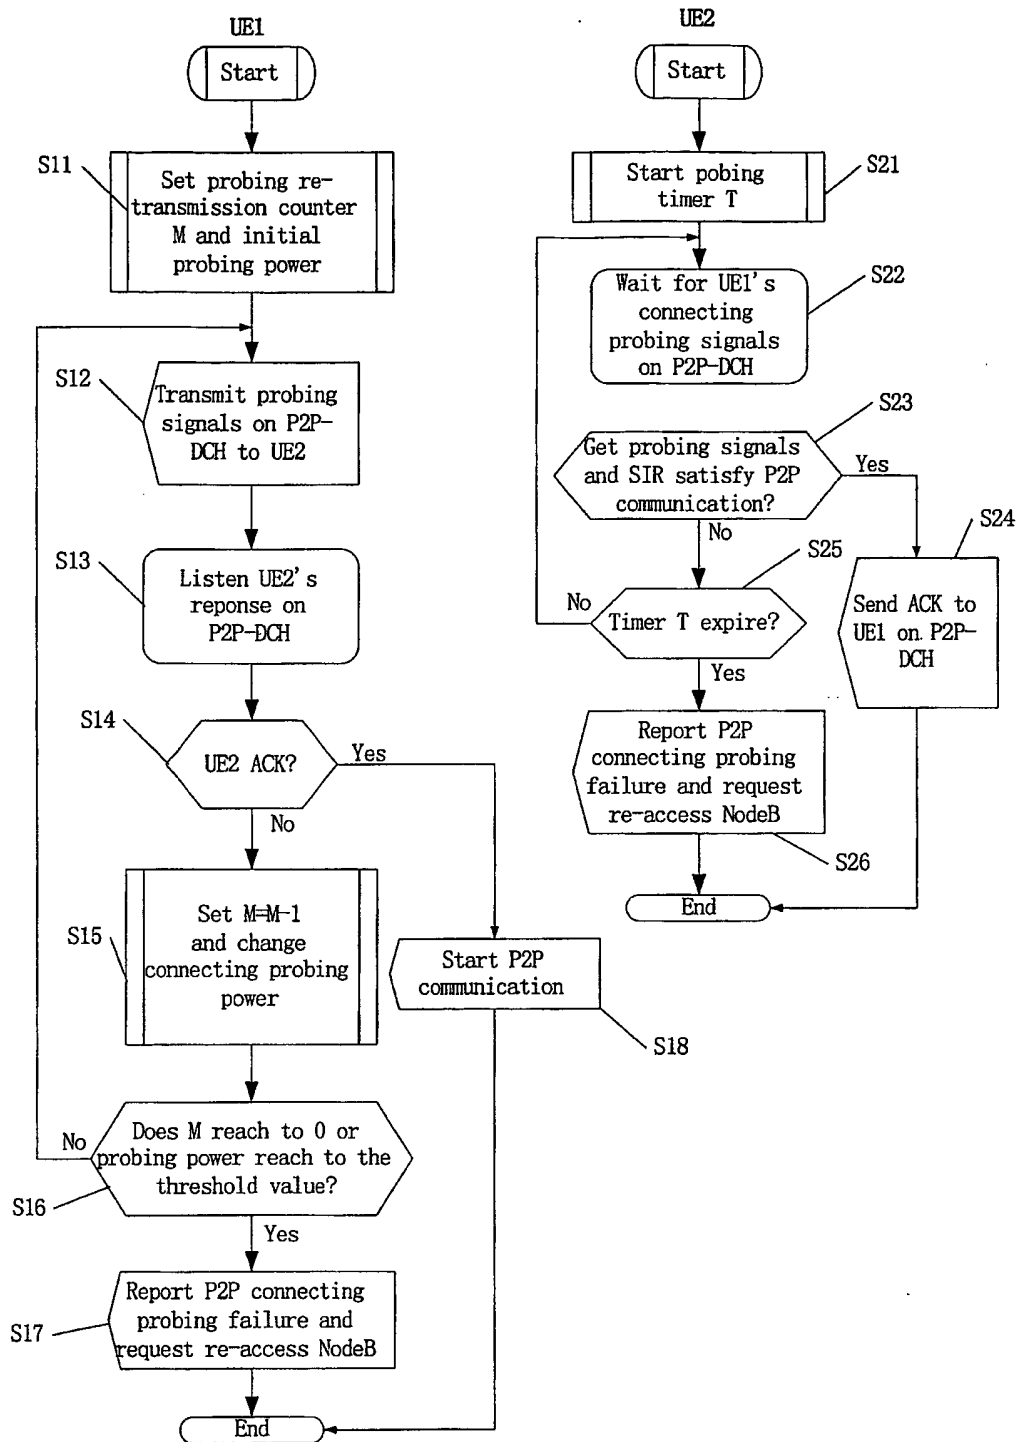 UE1
Start
S11
Set probing re-
transmission counter
M and initial
probing power
S12
Transmit probing
signals on P2P-
DCH to UE2
S13
Listen UE2's
reponse on
P2P-DCH
S14
UE2 ACK?
Yes
No
S15
Set M=M-1
and change
connecting probing
power
Start P2P
communication
S18
No
Does M reach to 0 or
probing power reach to the
threshold value?
S16
Yes
Report P2P connecting
probing failure and
request re-access NodeB
S17
End
UE2
Start
Start pobing
timer T
S21
Wait for UE1's
connecting
probing signals
on P2P-DCH
S22
S23
Get probing signals
and SIR satisfy P2P
communication?
Yes
No
S24
S25
No
Timer T expire?
Send ACK to
UE1 on P2P-
DCH
Yes
Report P2P
connecting probing
failure and request
re-access NodeB
S26
End